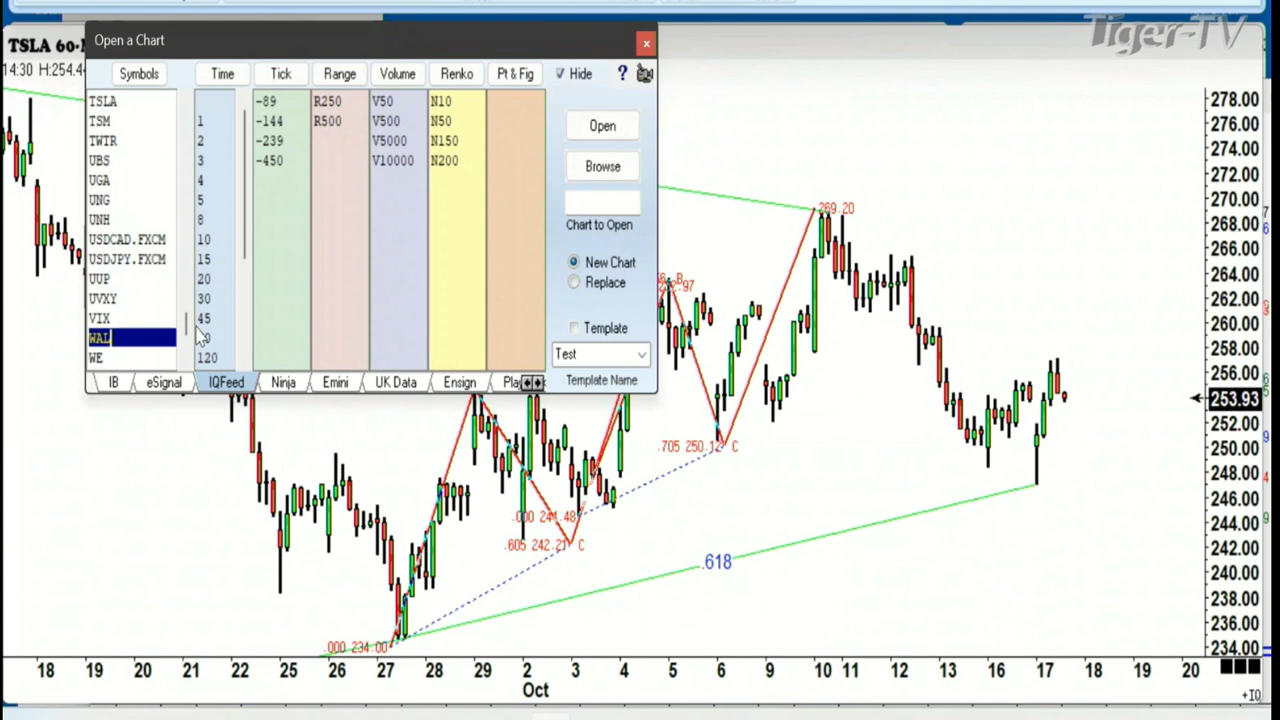 Tiger-TV
TSLA 60-
14:30 H:254.4
Open a Chart
Symbols Time Tick Range Volume Renko Pt & Fig Hide ?
TSLA -89 R250 V50 N10
TSM 1 -144 R500 V500 N50
TWTR 2 -239 V5000 N150
UBS 3 -450 V10000 N200
UGA 4
UNG 5
UNH 8
USDCAD.FXCM 10
USDJPY.FXCM 15
UUP 20
UVXY 30
VIX 45
WAL
WE 120
Open
Browse
Chart to Open
New Chart
Replace
Template
Test
Template Name
IB eSignal IQFeed Ninja Emini UK Data Ensign
278.00
276.00
274.00
272.00
270.00
268.00
266.00
264.00
262.00
260.00
258.00
256.00
253.93
252.00
250.00
248.00
246.00
244.00
242.00
240.00
238.00
236.00
234.00
269.20
.705 250.12 C
.000 244.48
.605 242.21 C
.618
.000 234.00
18 19 20 21 22 25 26 27 28 29 2 3 4 5 6 9 10 11 12 13 16 17 18 19 20
Oct